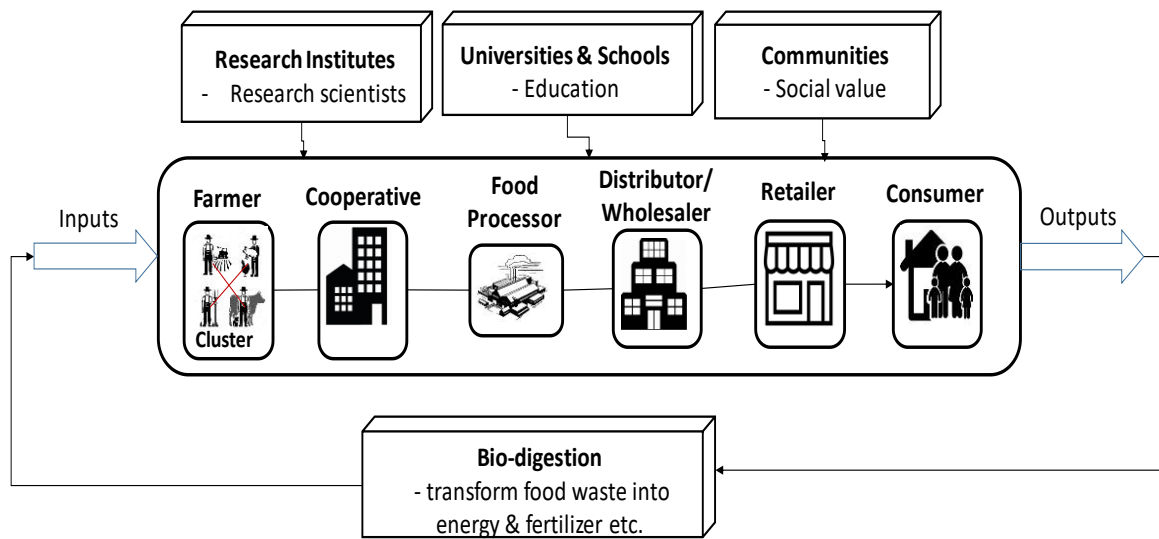 Research Institutes
- Research scientists
Universities & Schools
- Education
Communities
- Social value
Inputs
Farmer
Cluster
Cooperative
Food
Processor
Distributor/
Wholesaler
Retailer
Consumer
Outputs
Bio-digestion
- transform food waste into
energy & fertilizer etc.